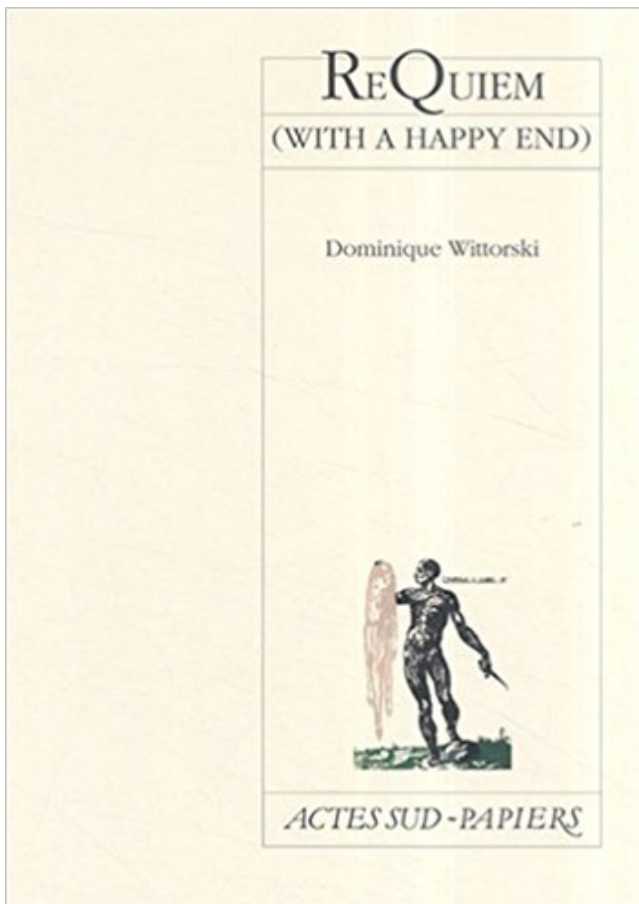 REQUIEM
(WITH A HAPPY END)
Dominique Wittorski
ACTES SUD-PAPIERS